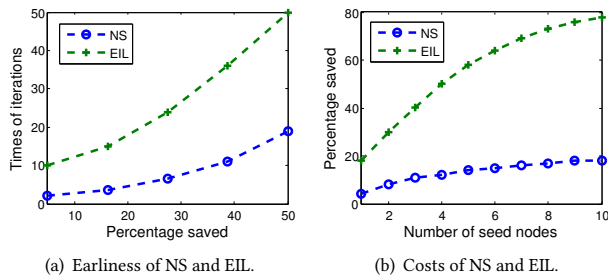 50
40
30
20
10
0
Times of iterations
NS
EIL
10 20 30 40 50
Percentage saved
(a) Earliness of NS and EIL.
80
60
40
20
0
Percentage saved
NS
EIL
2 4 6 8 10
Number of seed nodes
(b) Costs of NS and EIL.